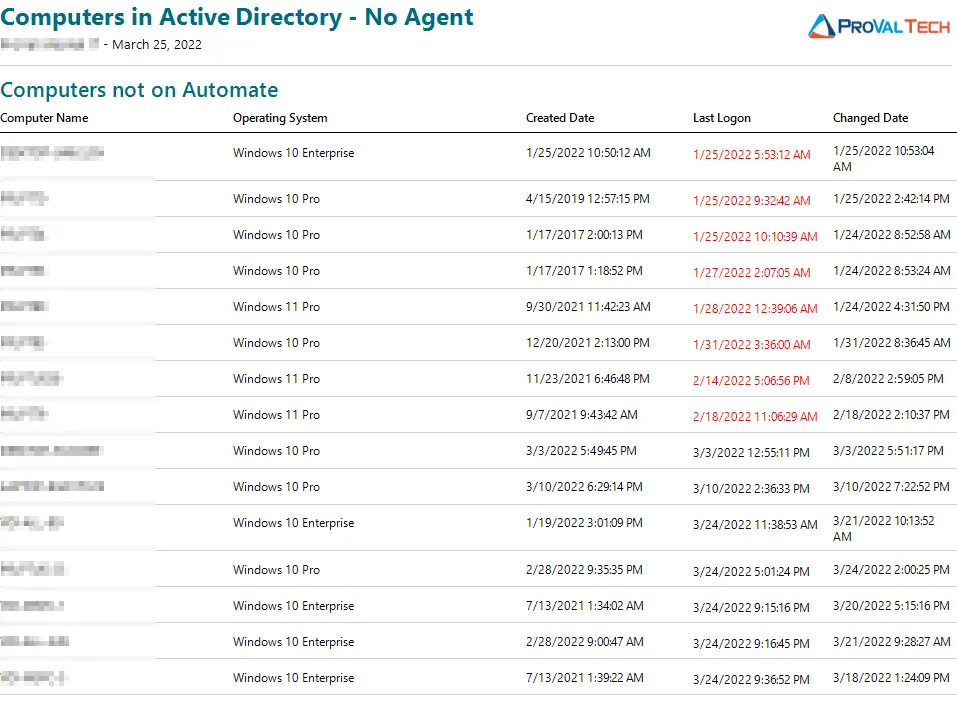 Computers in Active Directory - No Agent
PROVAL TECH
- March 25, 2022
Computers not on Automate
Computer Name Operating System Created Date Last Logon Changed Date
Windows 10 Enterprise 1/25/2022 10:50:12 AM 1/25/2022 5:53:12 AM 1/25/2022 10:53:04
AM
Windows 10 Pro 4/15/2019 12:57:15 PM 1/25/2022 9:32:42 AM 1/25/2022 2:42:14 PM
Windows 10 Pro 1/17/2017 2:00:13 PM 1/25/2022 10:10:39 AM 1/24/2022 8:52:58 AM
Windows 10 Pro 1/17/2017 1:18:52 PM 1/27/2022 2:07:05 AM 1/24/2022 8:53:24 AM
Windows 11 Pro 9/30/2021 11:42:23 AM 1/28/2022 12:39:06 AM 1/24/2022 4:31:50 PM
Windows 10 Pro 12/20/2021 2:13:00 PM 1/31/2022 3:36:00 AM 1/31/2022 8:36:45 AM
Windows 11 Pro 11/23/2021 6:46:48 PM 2/14/2022 5:06:56 PM 2/8/2022 2:59:05 PM
Windows 11 Pro 9/7/2021 9:43:42 AM 2/18/2022 11:06:29 AM 2/18/2022 2:10:37 PM
Windows 10 Pro 3/3/2022 5:49:45 PM 3/3/2022 12:55:11 PM 3/3/2022 5:51:17 PM
Windows 10 Pro 3/10/2022 6:29:14 PM 3/10/2022 2:36:33 PM 3/10/2022 7:22:52 PM
Windows 10 Enterprise 1/19/2022 3:01:09 PM 3/24/2022 11:38:53 AM 3/21/2022 10:13:52
AM
Windows 10 Pro 2/28/2022 9:35:35 PM 3/24/2022 5:01:24 PM 3/24/2022 2:00:25 PM
Windows 10 Enterprise 7/13/2021 1:34:02 AM 3/24/2022 9:15:16 PM 3/20/2022 5:15:16 PM
Windows 10 Enterprise 2/28/2022 9:00:47 AM 3/24/2022 9:16:45 PM 3/21/2022 9:28:27 AM
Windows 10 Enterprise 7/13/2021 1:39:22 AM 3/24/2022 9:36:52 PM 3/18/2022 1:24:09 PM